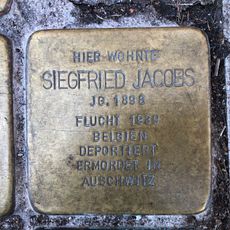 HIER WOHNTE
SIEGFRIED JACOBS
JG. 1898
FLUCHT 1939
BELGIEN
DEPORTIERT
ERMORDET IN
AUSCHWITZ